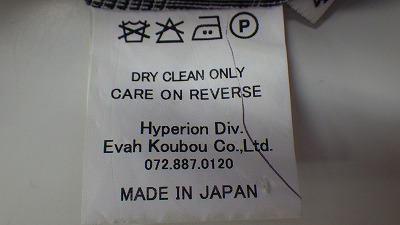 P
DRY CLEAN ONLY
CARE ON REVERSE
Hyperion Div.
Evah Koubou Co.,Ltd.
072.887.0120
MADE IN JAPAN